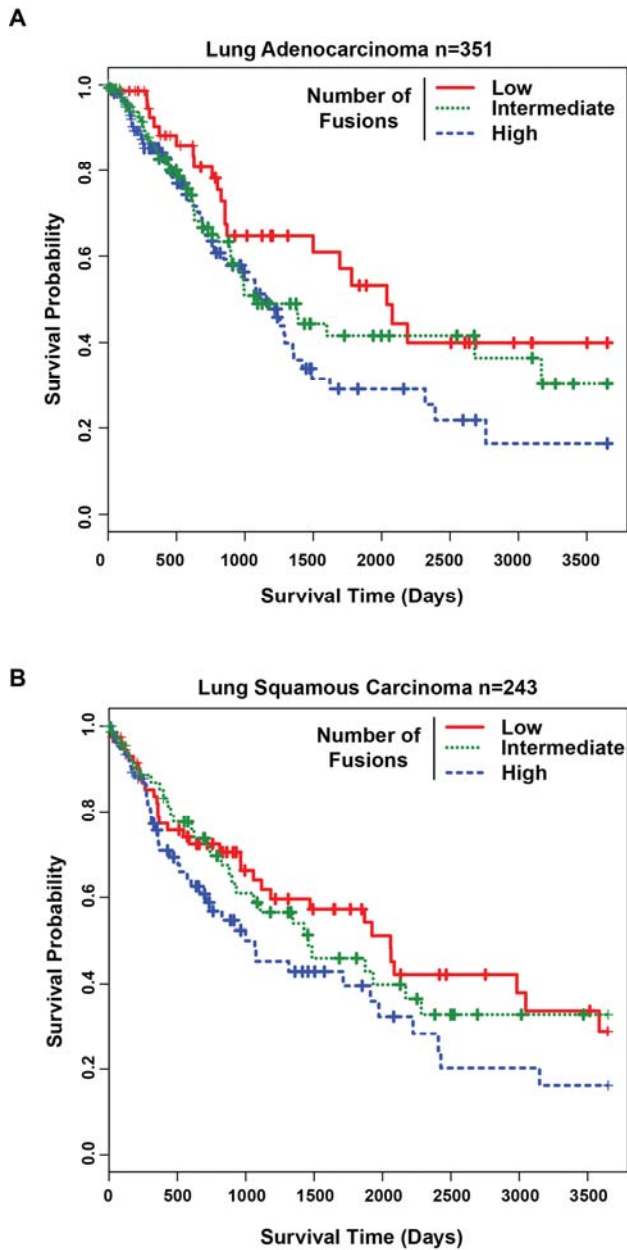 A
Lung Adenocarcinoma n=351
Number of
Fusions
Low
Intermediate
High
Survival Probability
1.0
0.8
0.6
0.4
0.2
0.0
0 500 1000 1500 2000 2500 3000 3500
Survival Time (Days)
B
Lung Squamous Carcinoma n=243
Number of
Fusions
Low
Intermediate
High
Survival Probability
1.0
0.8
0.6
0.4
0.2
0.0
0 500 1000 1500 2000 2500 3000 3500
Survival Time (Days)